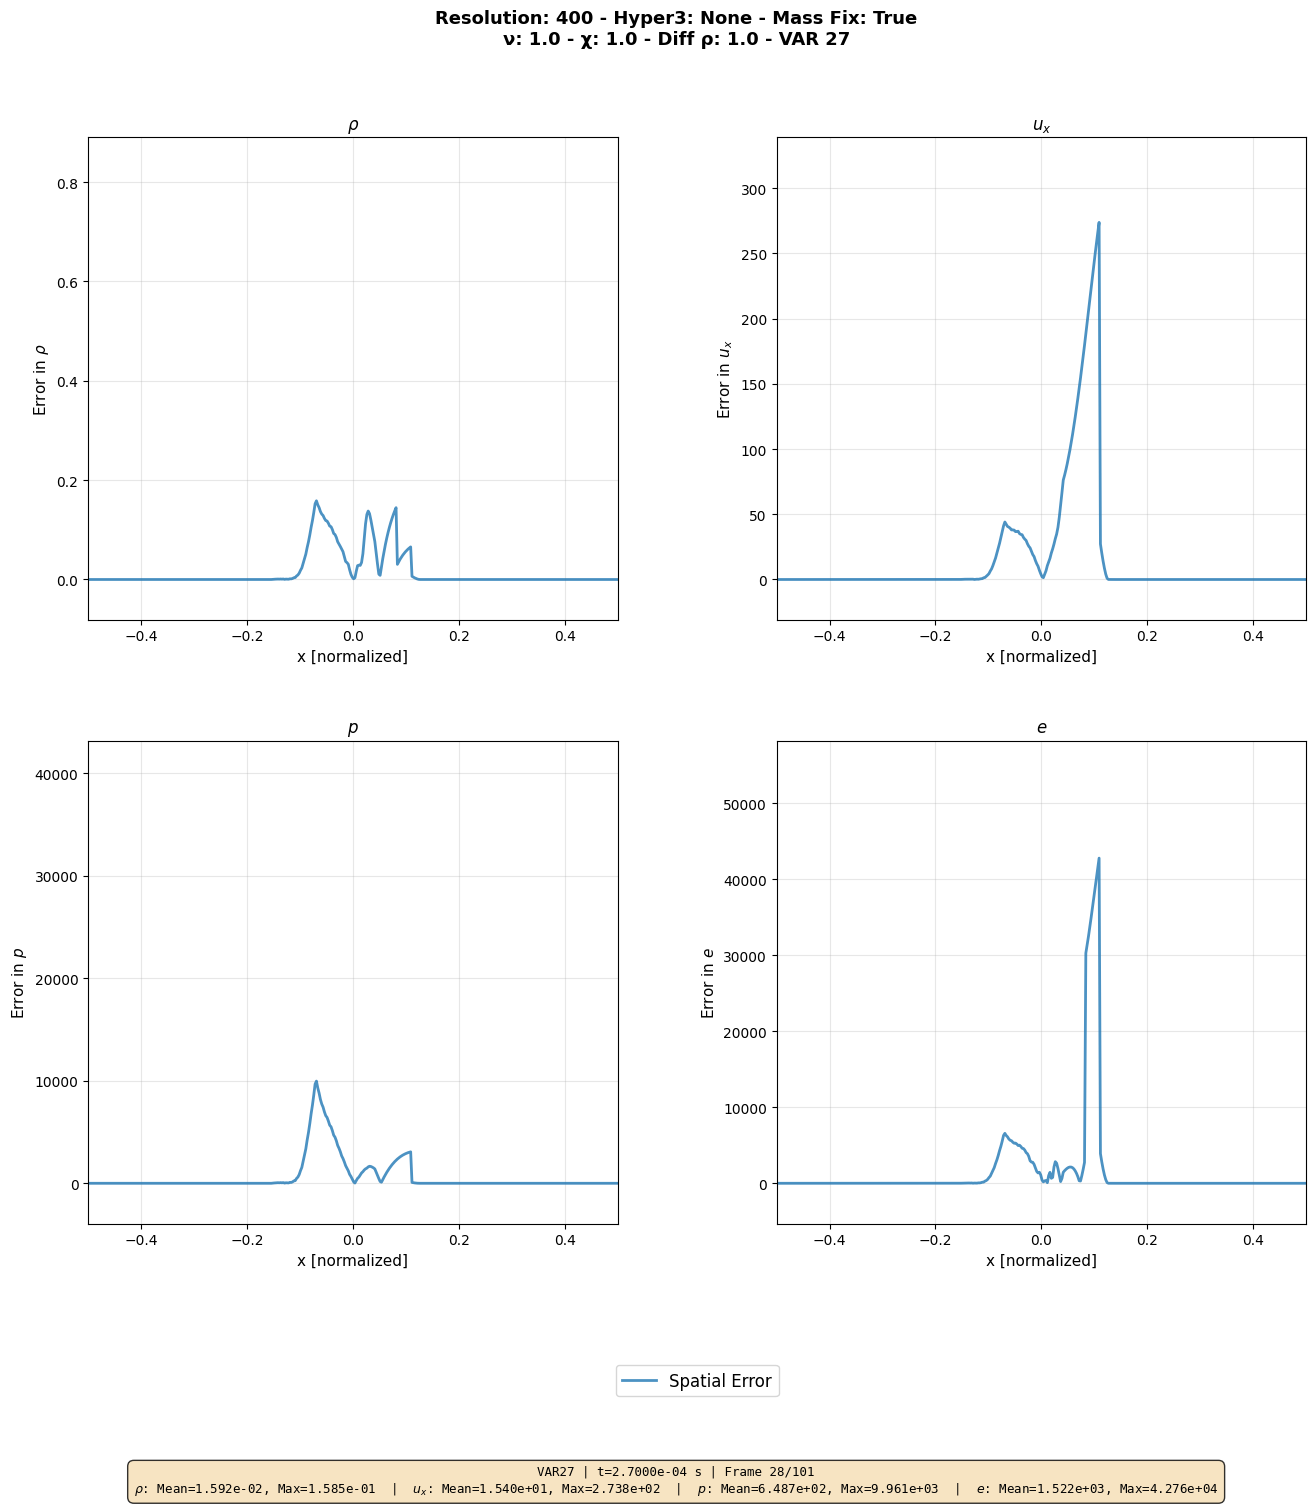 Resolution: 400 - Hyper3: None - Mass Fix: True
ν: 1.0 - χ: 1.0 - Diff ρ: 1.0 - VAR 27
ρ
Error in ρ
0.8
0.6
0.4
0.2
0.0
−0.4 −0.2 0.0 0.2 0.4
x [normalized]
u_x
Error in u_x
300
250
200
150
100
50
0
−0.4 −0.2 0.0 0.2 0.4
x [normalized]
p
Error in p
40000
30000
20000
10000
0
−0.4 −0.2 0.0 0.2 0.4
x [normalized]
e
Error in e
50000
40000
30000
20000
10000
0
−0.4 −0.2 0.0 0.2 0.4
x [normalized]
Spatial Error
VAR27 | t=2.7000e-04 s | Frame 28/101
ρ: Mean=1.592e-02, Max=1.585e-01 | u_x: Mean=1.540e+01, Max=2.738e+02 | p: Mean=6.487e+02, Max=9.961e+03 | e: Mean=1.522e+03, Max=4.276e+04